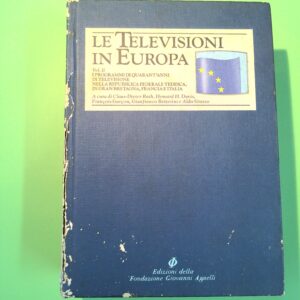 LE TELEVISIONI
IN EUROPA
Vol. II
I PROGRAMMI DI QUARANT'ANNI
DI TELEVISIONE
NELLA REPUBBLICA FEDERALE TEDESCA,
IN GRAN BRETAGNA, FRANCIA E ITALIA
A cura di Claus-Dieter Rath, Howard H. Davis,
François Garçon, Gianfranco Bettetini e Aldo Grasso
Edizioni della
Fondazione Giovanni Agnelli